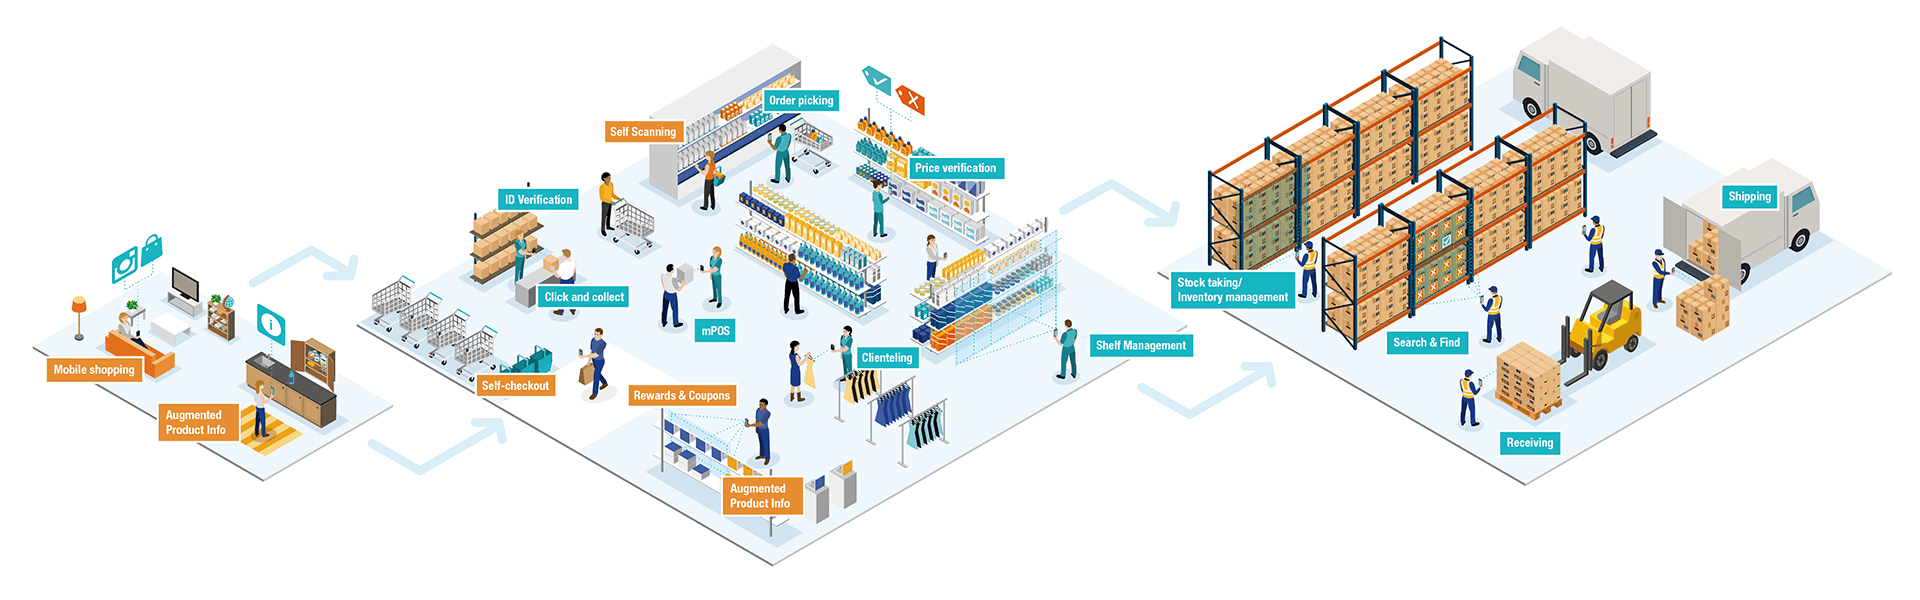 Mobile shopping
Augmented
Product Info
Self Scanning
Order picking
Price verification
ID Verification
Click and collect
mPOS
Self-checkout
Rewards & Coupons
Clienteling
Shelf Management
Augmented
Product Info
Stock taking/
Inventory management
Search & Find
Shipping
Receiving